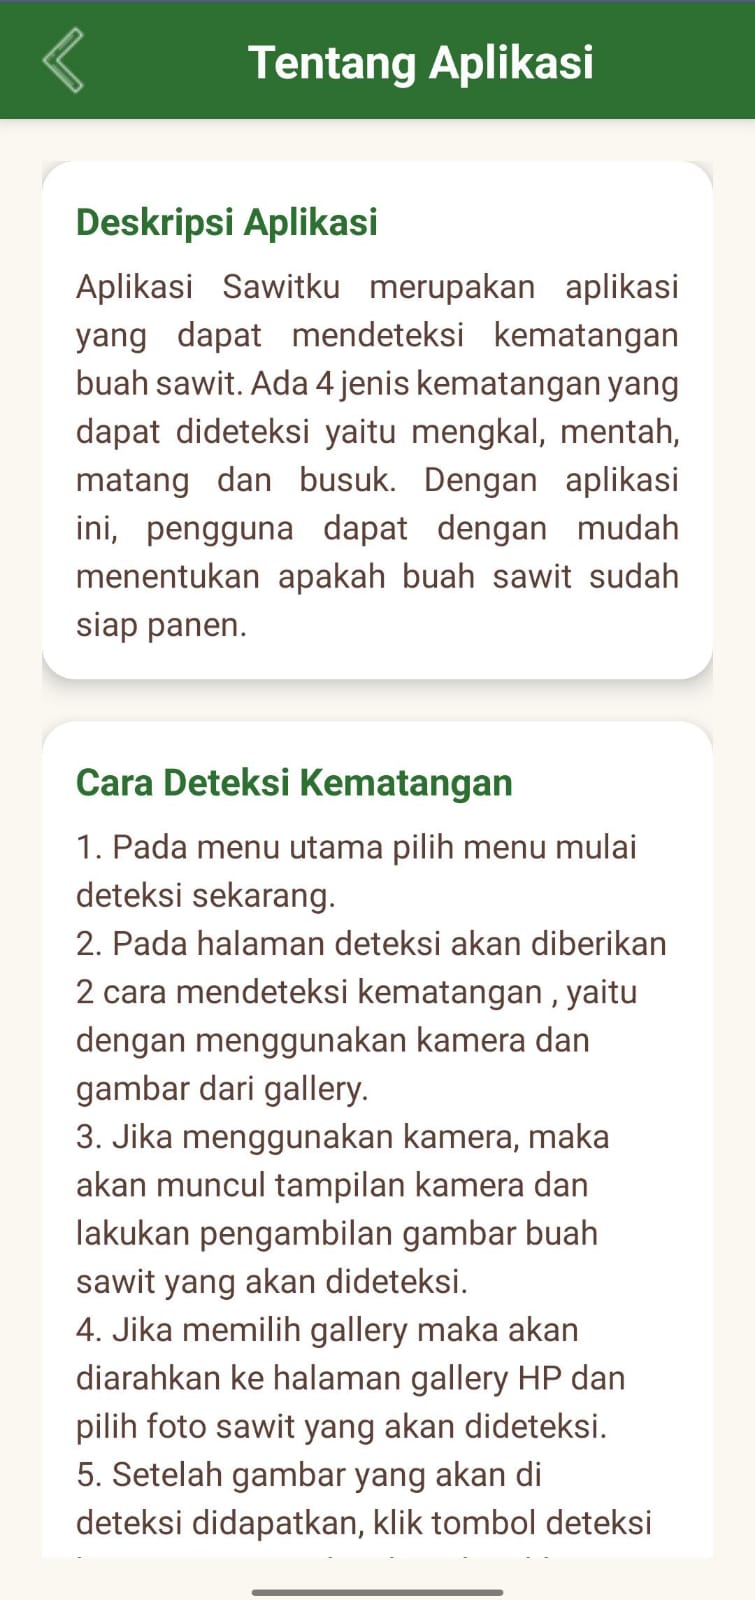 Tentang Aplikasi
Deskripsi Aplikasi
Aplikasi Sawitku merupakan aplikasi
yang dapat mendeteksi kematangan
buah sawit. Ada 4 jenis kematangan yang
dapat dideteksi yaitu mengkal, mentah,
matang dan busuk. Dengan aplikasi
ini, pengguna dapat dengan mudah
menentukan apakah buah sawit sudah
siap panen.
Cara Deteksi Kematangan
1. Pada menu utama pilih menu mulai
deteksi sekarang.
2. Pada halaman deteksi akan diberikan
2 cara mendeteksi kematangan , yaitu
dengan menggunakan kamera dan
gambar dari gallery.
3. Jika menggunakan kamera, maka
akan muncul tampilan kamera dan
lakukan pengambilan gambar buah
sawit yang akan dideteksi.
4. Jika memilih gallery maka akan
diarahkan ke halaman gallery HP dan
pilih foto sawit yang akan dideteksi.
5. Setelah gambar yang akan di
deteksi didapatkan, klik tombol deteksi